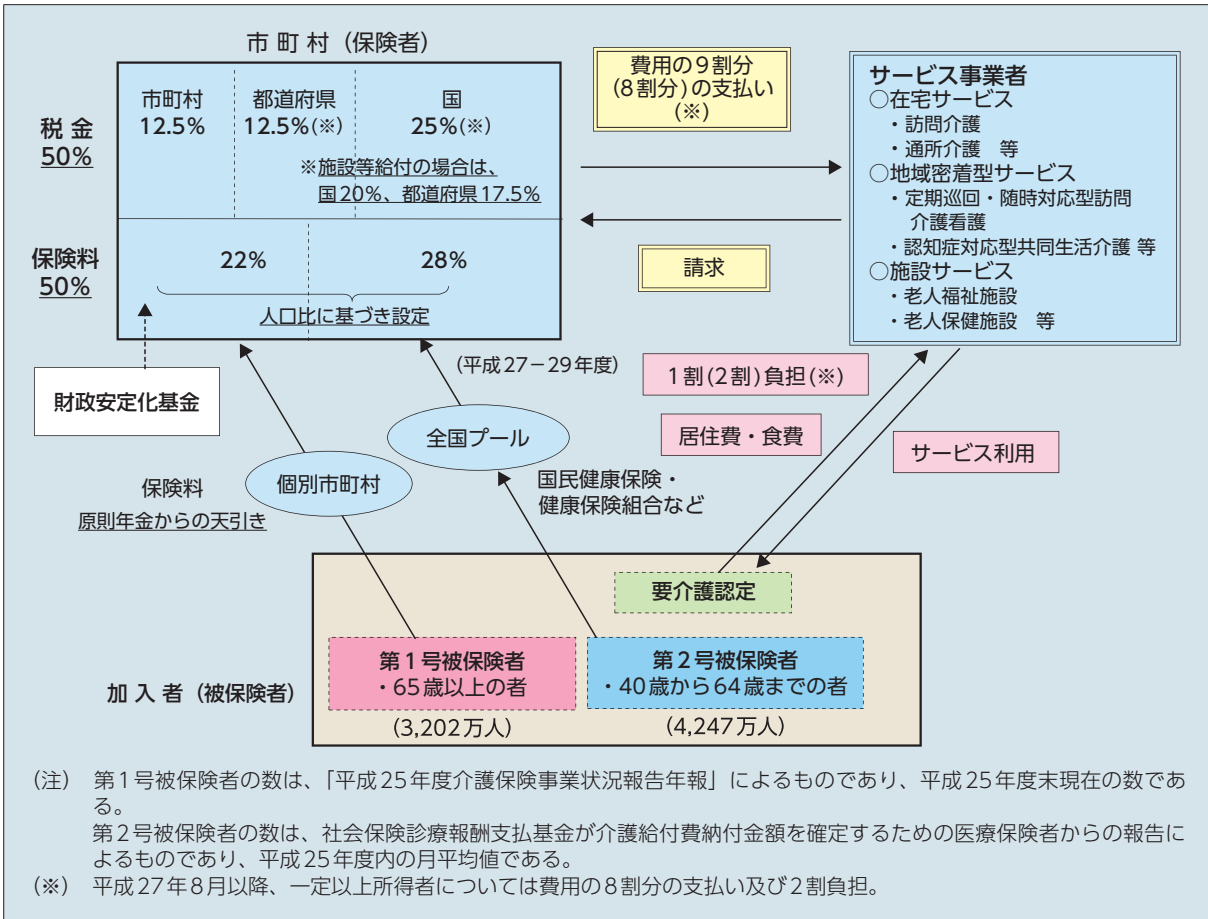 市町村（保険者）
税金
50%
市町村
12.5%
都道府県
12.5%(※)
国
25%(※)
※施設等給付の場合は、
国20%、都道府県17.5%
保険料
50%
22%
28%
人口比に基づき設定
費用の９割分
(８割分)の支払い
(※)
請求
サービス事業者
○在宅サービス
・訪問介護
・通所介護　等
○地域密着型サービス
・定期巡回・随時対応型訪問
介護看護
・認知症対応型共同生活介護 等
○施設サービス
・老人福祉施設
・老人保健施設　等
財政安定化基金
(平成27－29年度)
１割(２割)負担(※)
居住費・食費
サービス利用
全国プール
個別市町村
保険料
原則年金からの天引き
国民健康保険・
健康保険組合など
要介護認定
加入者（被保険者）
第１号被保険者
・65歳以上の者
(3,202万人)
第２号被保険者
・40歳から64歳までの者
(4,247万人)
（注）　第１号被保険者の数は、「平成25年度介護保険事業状況報告年報」によるものであり、平成25年度末現在の数であ
る。
第２号被保険者の数は、社会保険診療報酬支払基金が介護給付費納付金額を確定するための医療保険者からの報告に
よるものであり、平成25年度内の月平均値である。
（※）　平成27年８月以降、一定以上所得者については費用の８割分の支払い及び２割負担。